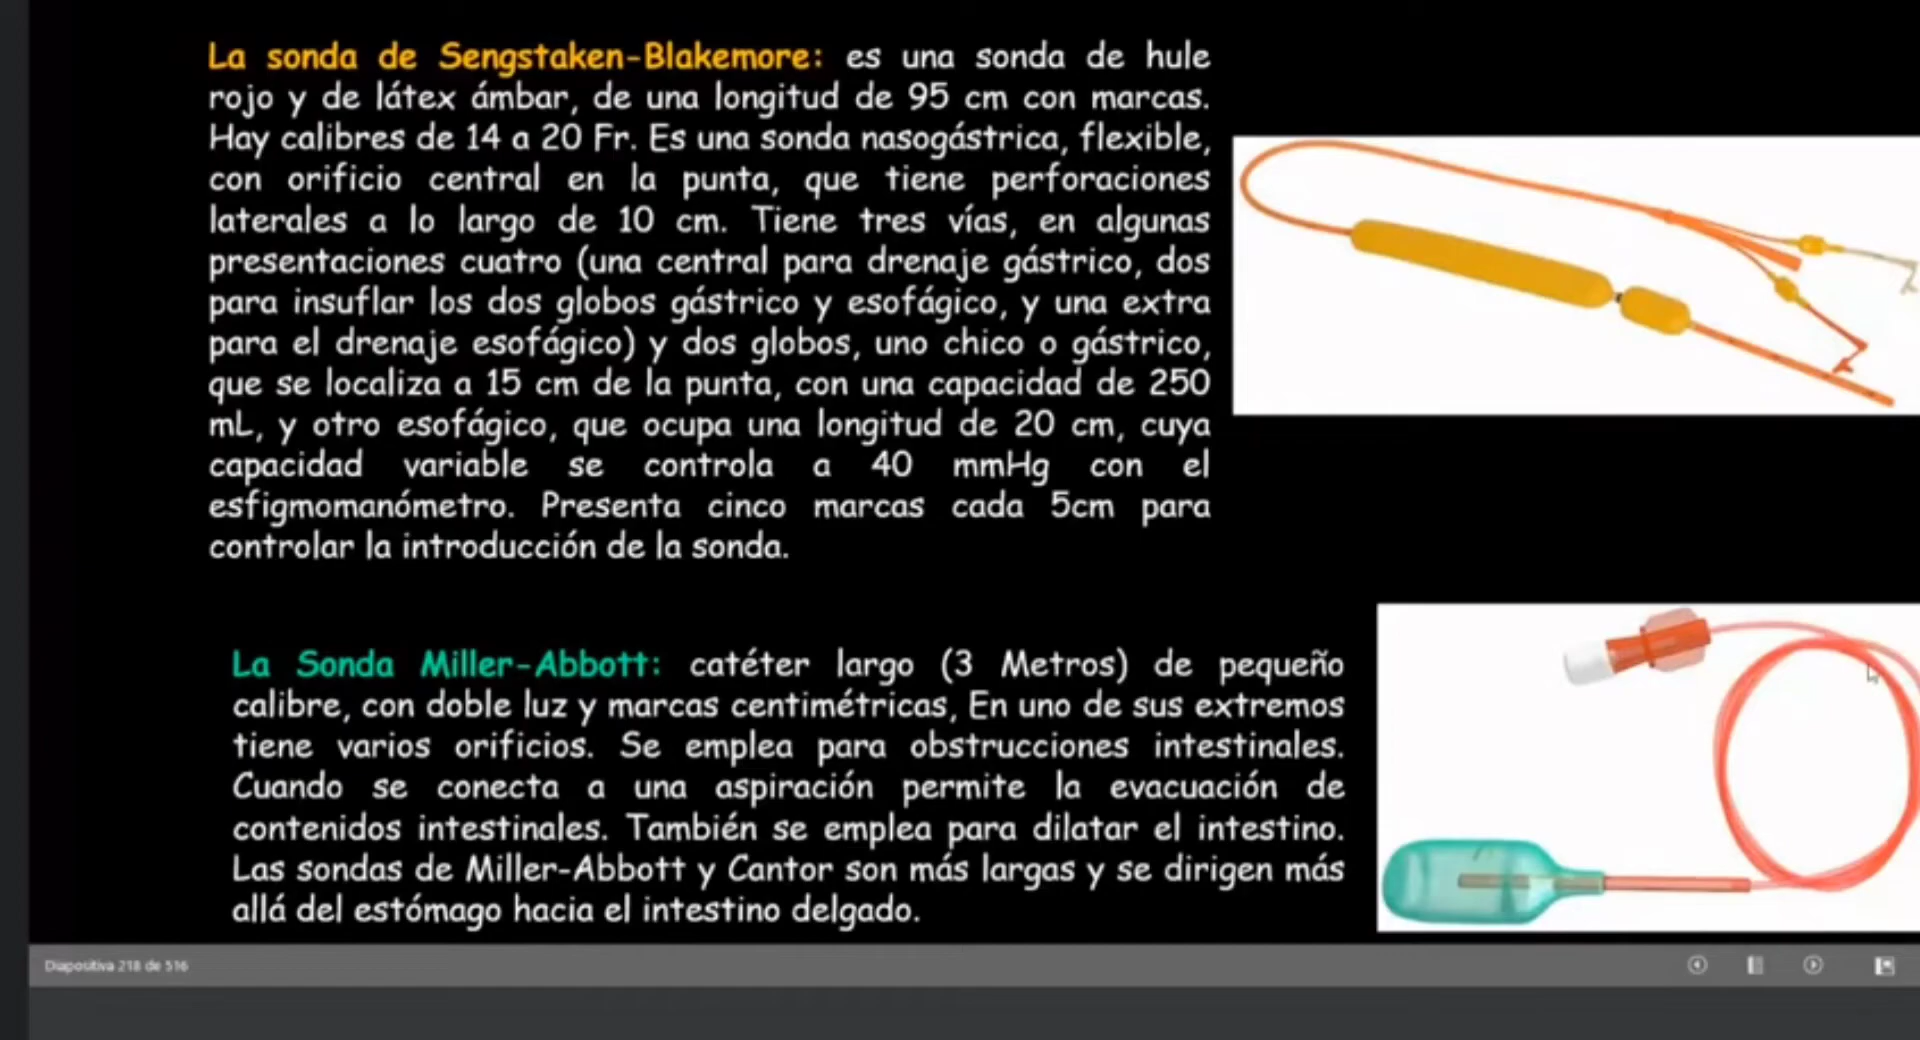 La sonda de Sengstaken-Blakemore: es una sonda de hule
rojo y de látex ámbar, de una longitud de 95 cm con marcas.
Hay calibres de 14 a 20 Fr. Es una sonda nasogástrica, flexible,
con orificio central en la punta, que tiene perforaciones
laterales a lo largo de 10 cm. Tiene tres vías, en algunas
presentaciones cuatro (una central para drenaje gástrico, dos
para insuflar los dos globos gástrico y esofágico, y una extra
para el drenaje esofágico) y dos globos, uno chico o gástrico,
que se localiza a 15 cm de la punta, con una capacidad de 250
mL, y otro esofágico, que ocupa una longitud de 20 cm, cuya
capacidad variable se controla a 40 mmHg con el
esfigmomanómetro. Presenta cinco marcas cada 5cm para
controlar la introducción de la sonda.
La Sonda Miller-Abbott: catéter largo (3 Metros) de pequeño
calibre, con doble luz y marcas centimétricas, En uno de sus extremos
tiene varios orificios. Se emplea para obstrucciones intestinales.
Cuando se conecta a una aspiración permite la evacuación de
contenidos intestinales. También se emplea para dilatar el intestino.
Las sondas de Miller-Abbott y Cantor son más largas y se dirigen más
allá del estómago hacia el intestino delgado.
Diapositiva 218 de 516